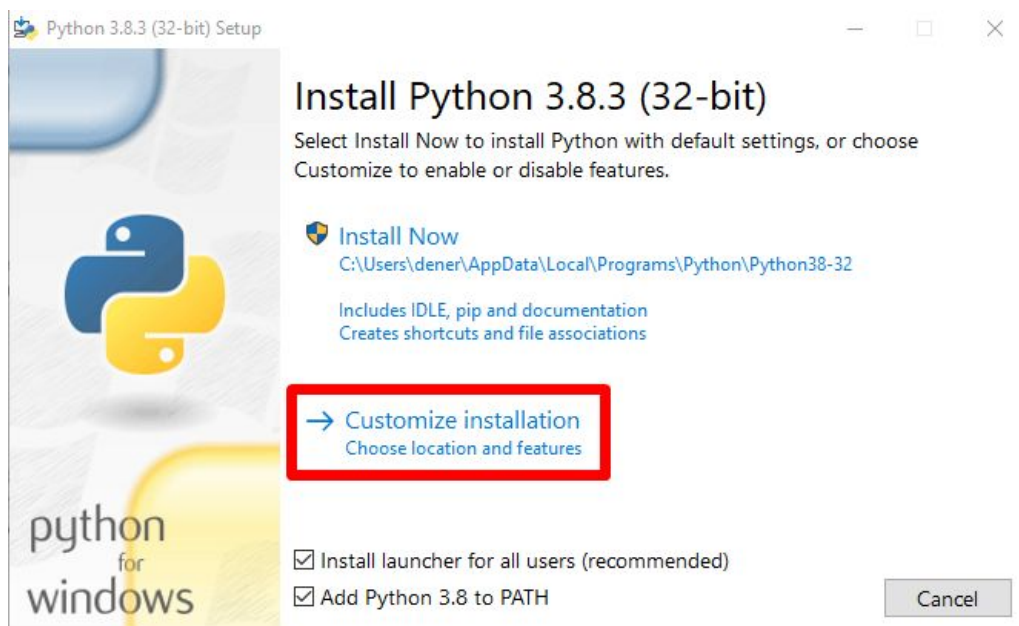 Python 3.8.3 (32-bit) Setup
Install Python 3.8.3 (32-bit)
Select Install Now to install Python with default settings, or choose
Customize to enable or disable features.
Install Now
C:\Users\dener\AppData\Local\Programs\Python\Python38-32
Includes IDLE, pip and documentation
Creates shortcuts and file associations
→ Customize installation
Choose location and features
python
for
windows
Install launcher for all users (recommended)
Add Python 3.8 to PATH
Cancel